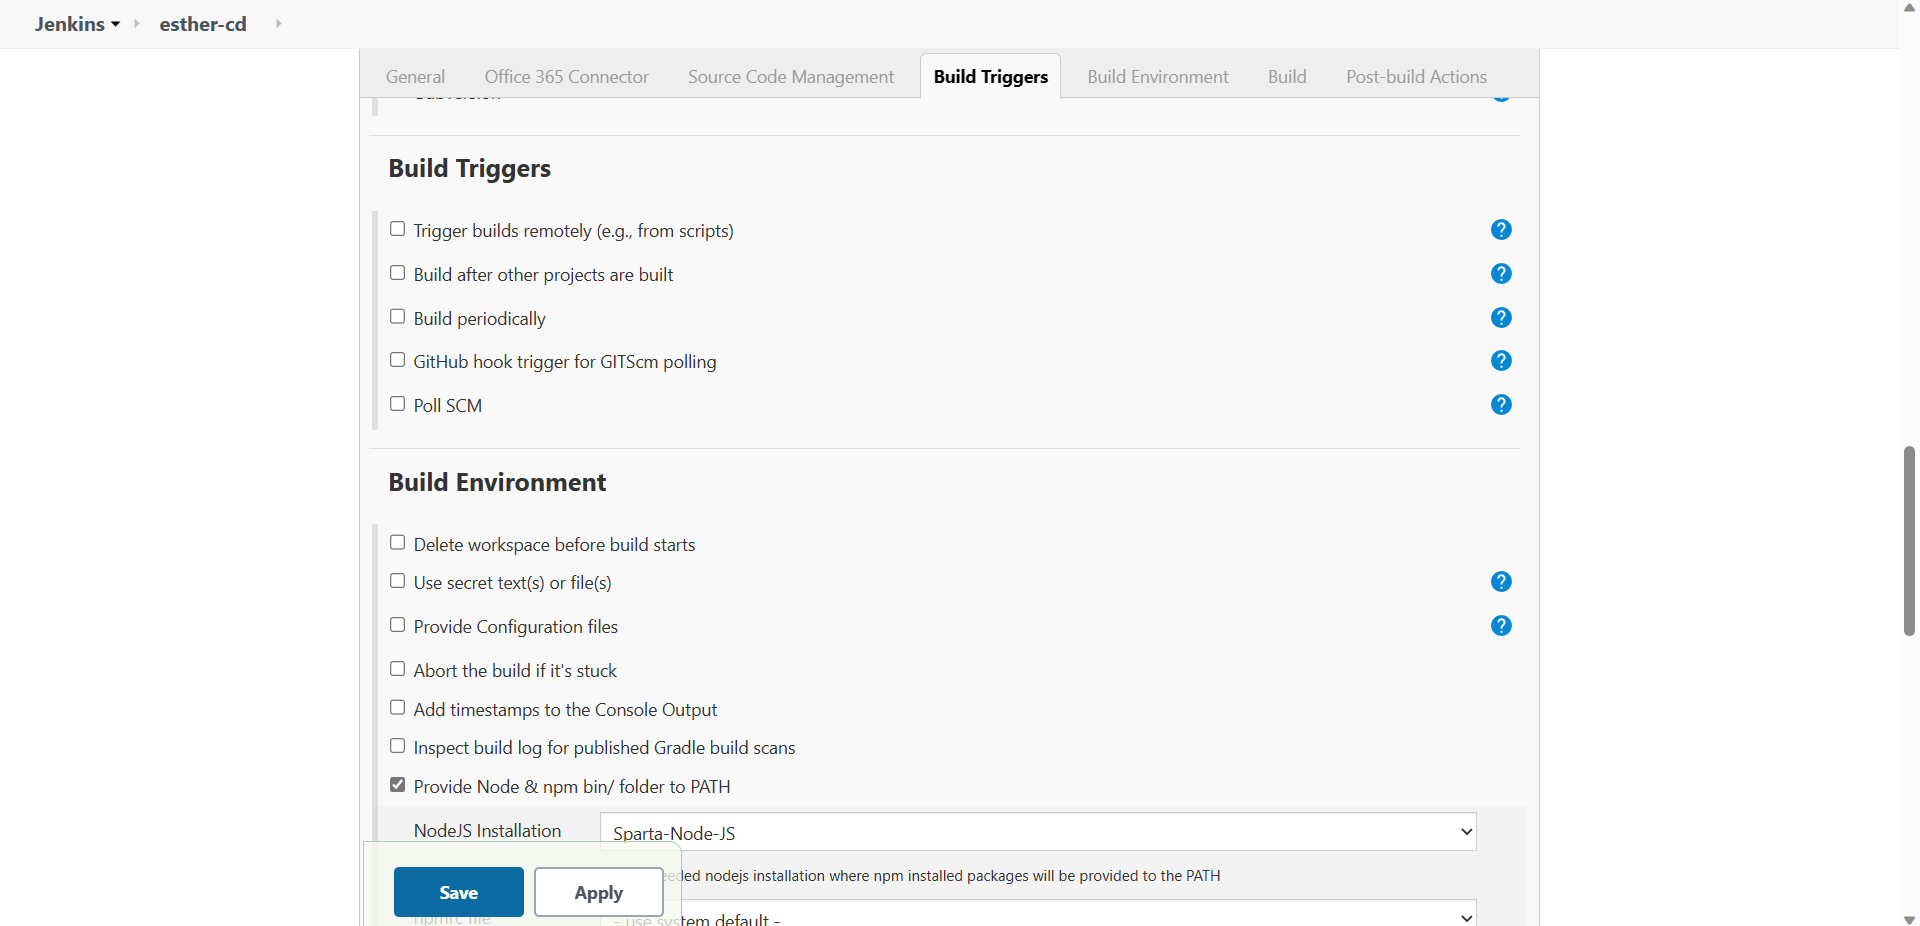 Jenkins esther-cd
General Office 365 Connector Source Code Management Build Triggers Build Environment Build Post-build Actions
Build Triggers
Trigger builds remotely (e.g., from scripts)
Build after other projects are built
Build periodically
GitHub hook trigger for GITScm polling
Poll SCM
Build Environment
Delete workspace before build starts
Use secret text(s) or file(s)
Provide Configuration files
Abort the build if it's stuck
Add timestamps to the Console Output
Inspect build log for published Gradle build scans
Provide Node & npm bin/ folder to PATH
NodeJS Installation Sparta-Node-JS
nodejs installation where npm installed packages will be provided to the PATH
Save Apply
npmrc file - use system default -